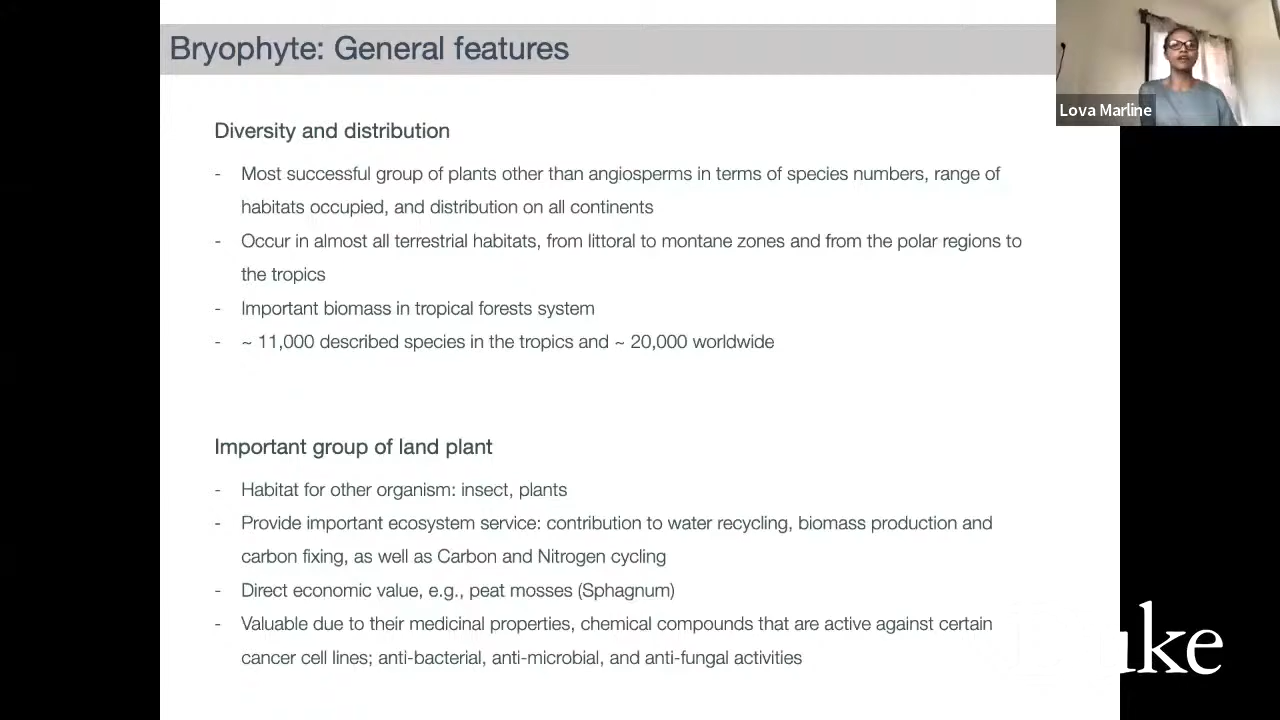 Bryophyte: General features
Lova Marline
Diversity and distribution
- Most successful group of plants other than angiosperms in terms of species numbers, range of
habitats occupied, and distribution on all continents
- Occur in almost all terrestrial habitats, from littoral to montane zones and from the polar regions to
the tropics
- Important biomass in tropical forests system
- ~ 11,000 described species in the tropics and ~ 20,000 worldwide
Important group of land plant
- Habitat for other organism: insect, plants
- Provide important ecosystem service: contribution to water recycling, biomass production and
carbon fixing, as well as Carbon and Nitrogen cycling
- Direct economic value, e.g., peat mosses (Sphagnum)
- Valuable due to their medicinal properties, chemical compounds that are active against certain
cancer cell lines; anti-bacterial, anti-microbial, and anti-fungal activities